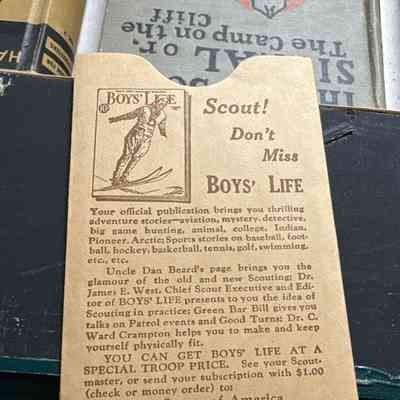 SIGNAL or,
The Camp on the
Cliff
BOYS' LIFE
10¢
Scout!
Don't
Miss
BOYS' LIFE
Your official publication brings you thrilling
adventure stories—aviation, mystery, detective,
big game hunting, animal, college, Indian,
Pioneer, Arctic; Sports stories on baseball, foot-
ball, hockey, basketball, tennis, golf, swimming,
etc., etc.
Uncle Dan Beard's page brings you the
glamour of the old and new Scouting; Dr.
James E. West, Chief Scout Executive and Edi-
tor of BOYS' LIFE presents to you the idea of
Scouting in practice; Green Bar Bill gives you
talks on Patrol events and Good Turns; Dr. C.
Ward Crampton helps you to make and keep
yourself physically fit.
YOU CAN GET BOYS' LIFE AT A
SPECIAL TROOP PRICE. See your Scout-
master, or send your subscription with $1.00
(check or money order) to:
of America